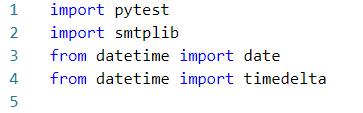 1 import pytest
2 import smtplib
3 from datetime import date
4 from datetime import timedelta
5